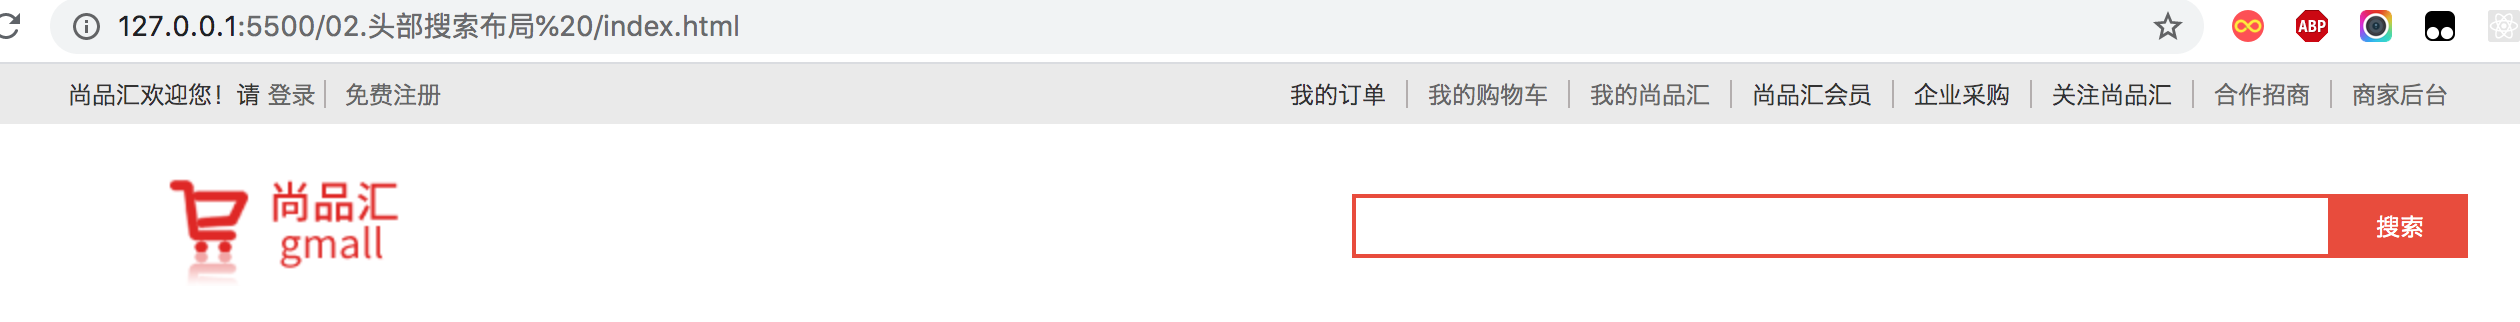 127.0.0.1:5500/02.头部搜索布局%20/index.html
ABP
尚品汇欢迎您！请 登录 免费注册 我的订单 我的购物车 我的尚品汇 尚品汇会员 企业采购 关注尚品汇 合作招商 商家后台
尚品汇
gmall
搜索